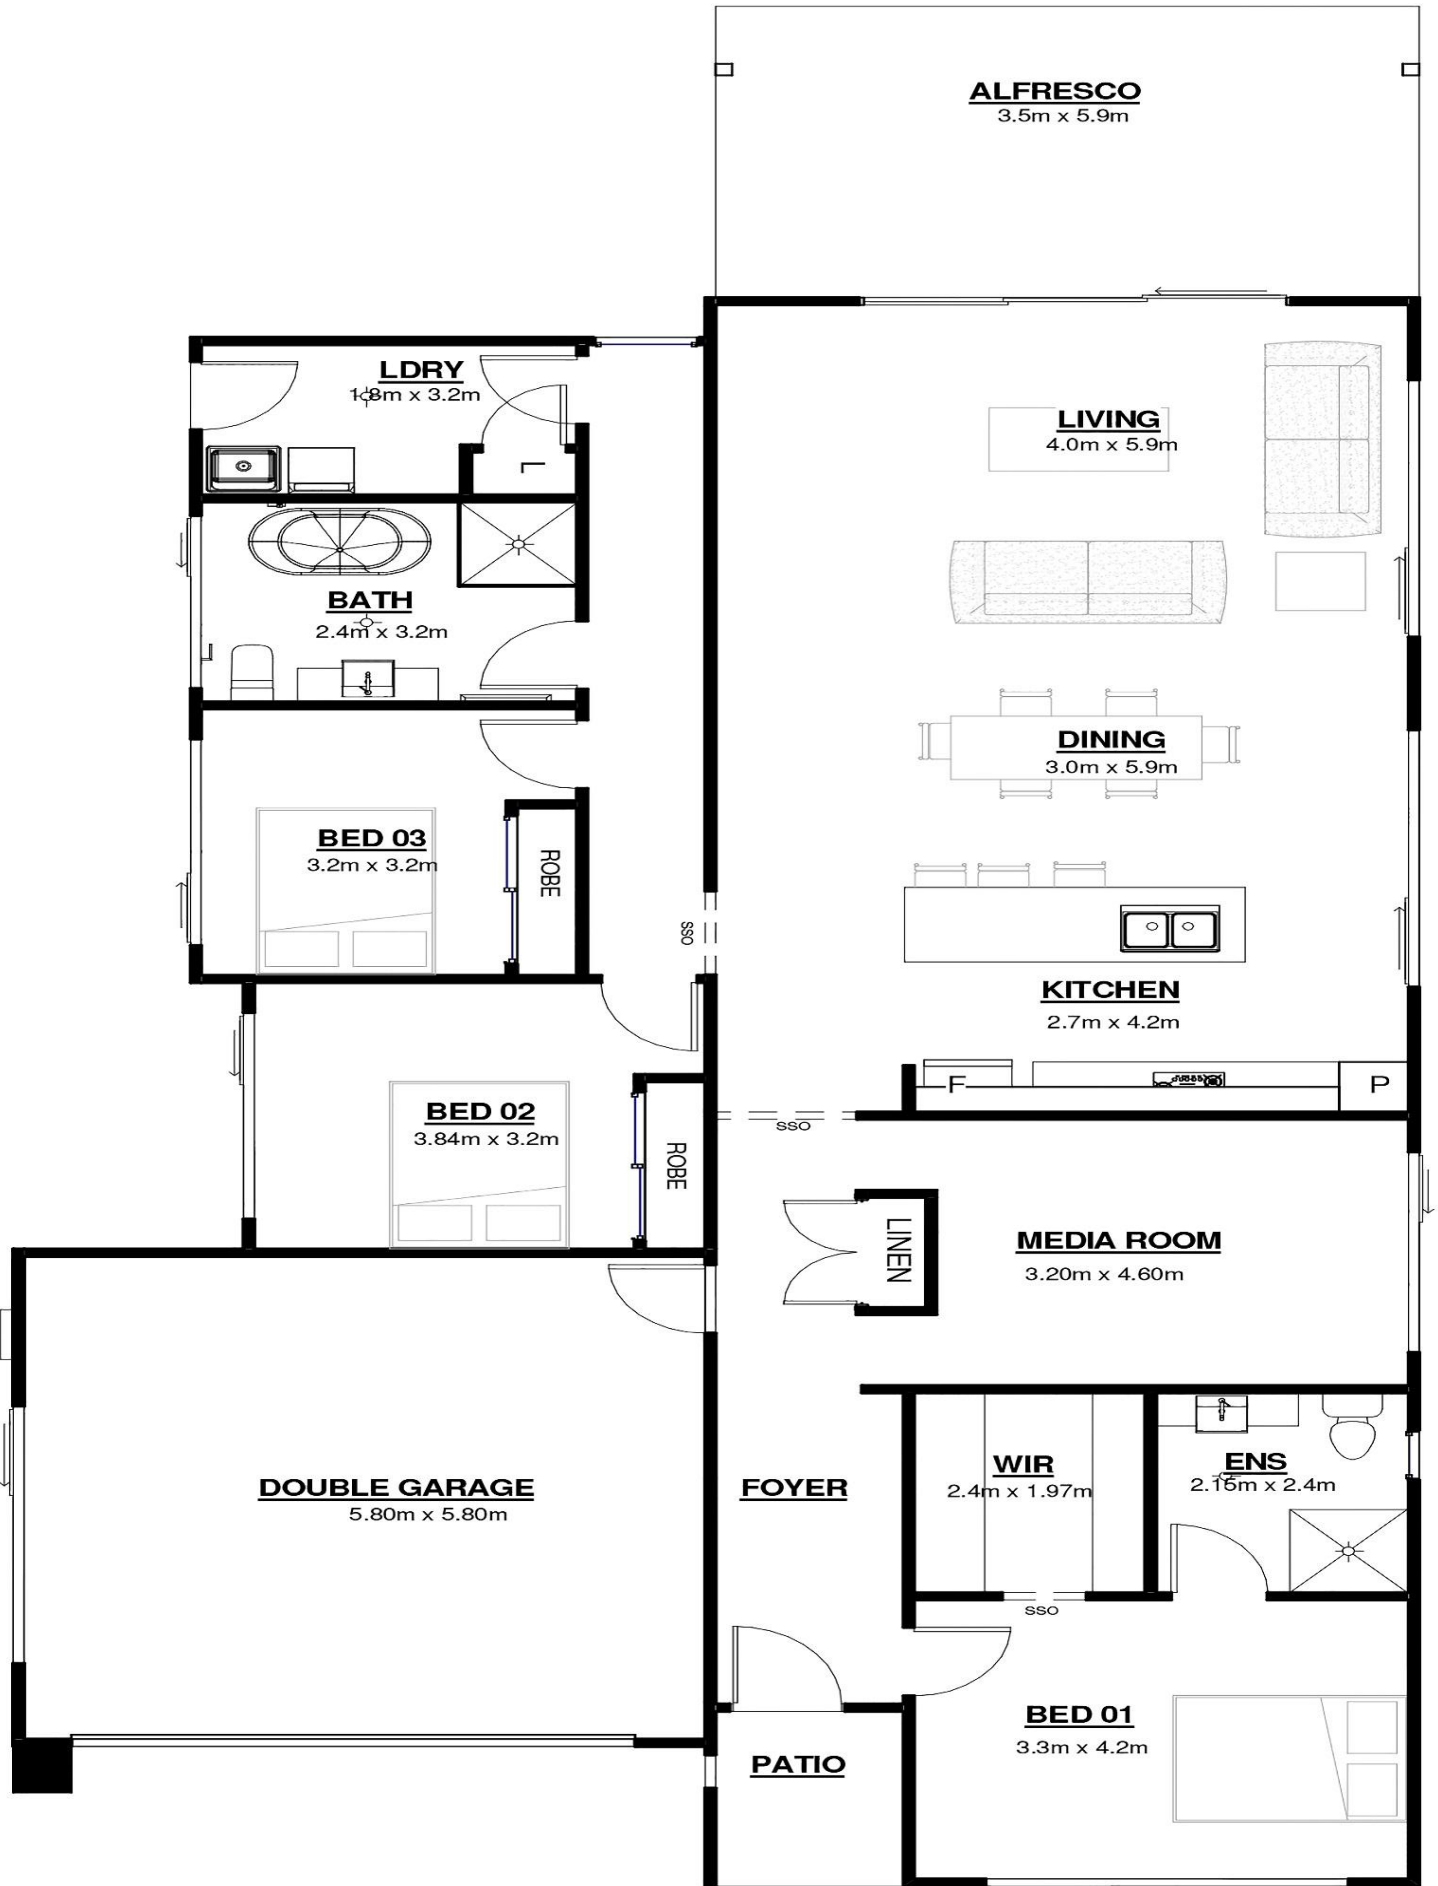 ALFRESCO
3.5m x 5.9m
LDRY
1.8m x 3.2m
L
LIVING
4.0m x 5.9m
BATH
2.4m x 3.2m
DINING
3.0m x 5.9m
BED 03
3.2m x 3.2m
ROBE
SSO
KITCHEN
2.7m x 4.2m
F
P
BED 02
3.84m x 3.2m
ROBE
SSO
LINEN
MEDIA ROOM
3.20m x 4.60m
DOUBLE GARAGE
5.80m x 5.80m
FOYER
WIR
2.4m x 1.97m
ENS
2.15m x 2.4m
SSO
BED 01
3.3m x 4.2m
PATIO